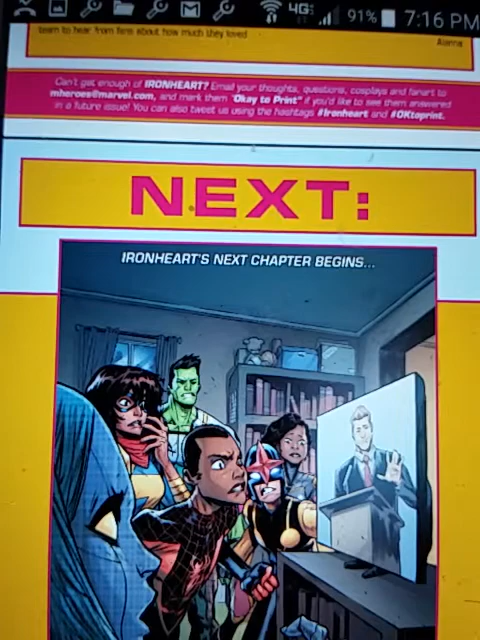 4G
91% 7:16 PM
learn to hear from fans about how much they loved
Alanna
Can't get enough of IRONHEART? Email your thoughts, questions, cosplays and fanart to
mheroes@marvel.com, and mark them "Okay to Print" if you'd like to see them answered
in a future issue! You can also tweet us using the hashtags #Ironheart and #OKtoprint.
NEXT:
IRONHEART'S NEXT CHAPTER BEGINS...